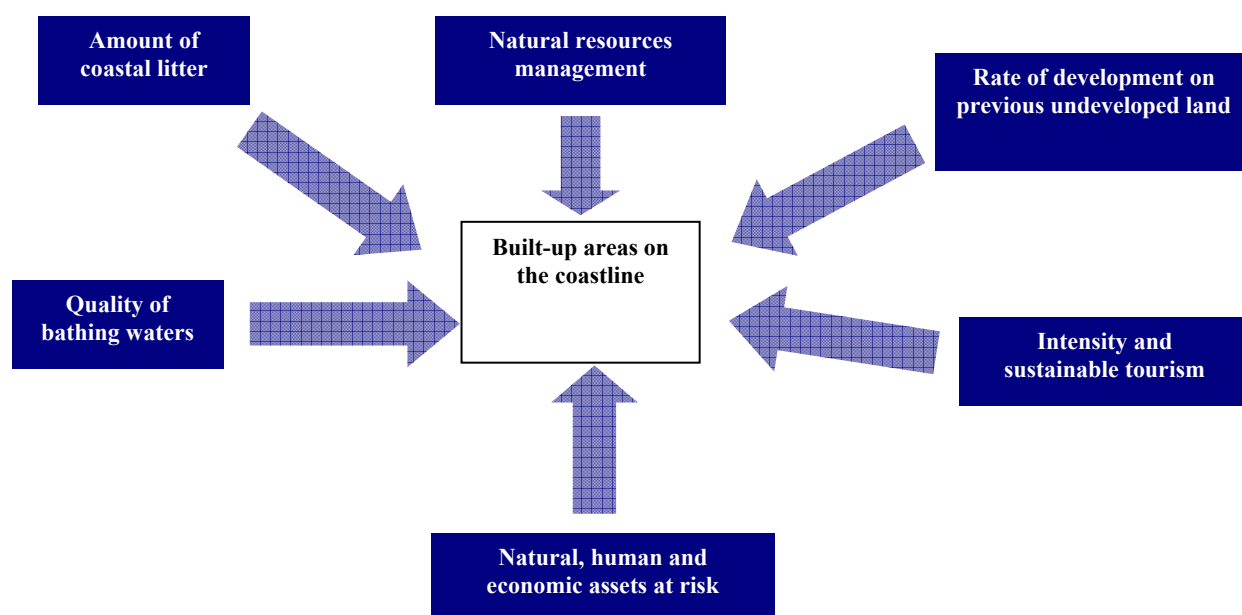 Amount of
coastal litter
Natural resources
management
Rate of development on
previous undeveloped land
Built-up areas on
the coastline
Quality of
bathing waters
Intensity and
sustainable tourism
Natural, human and
economic assets at risk